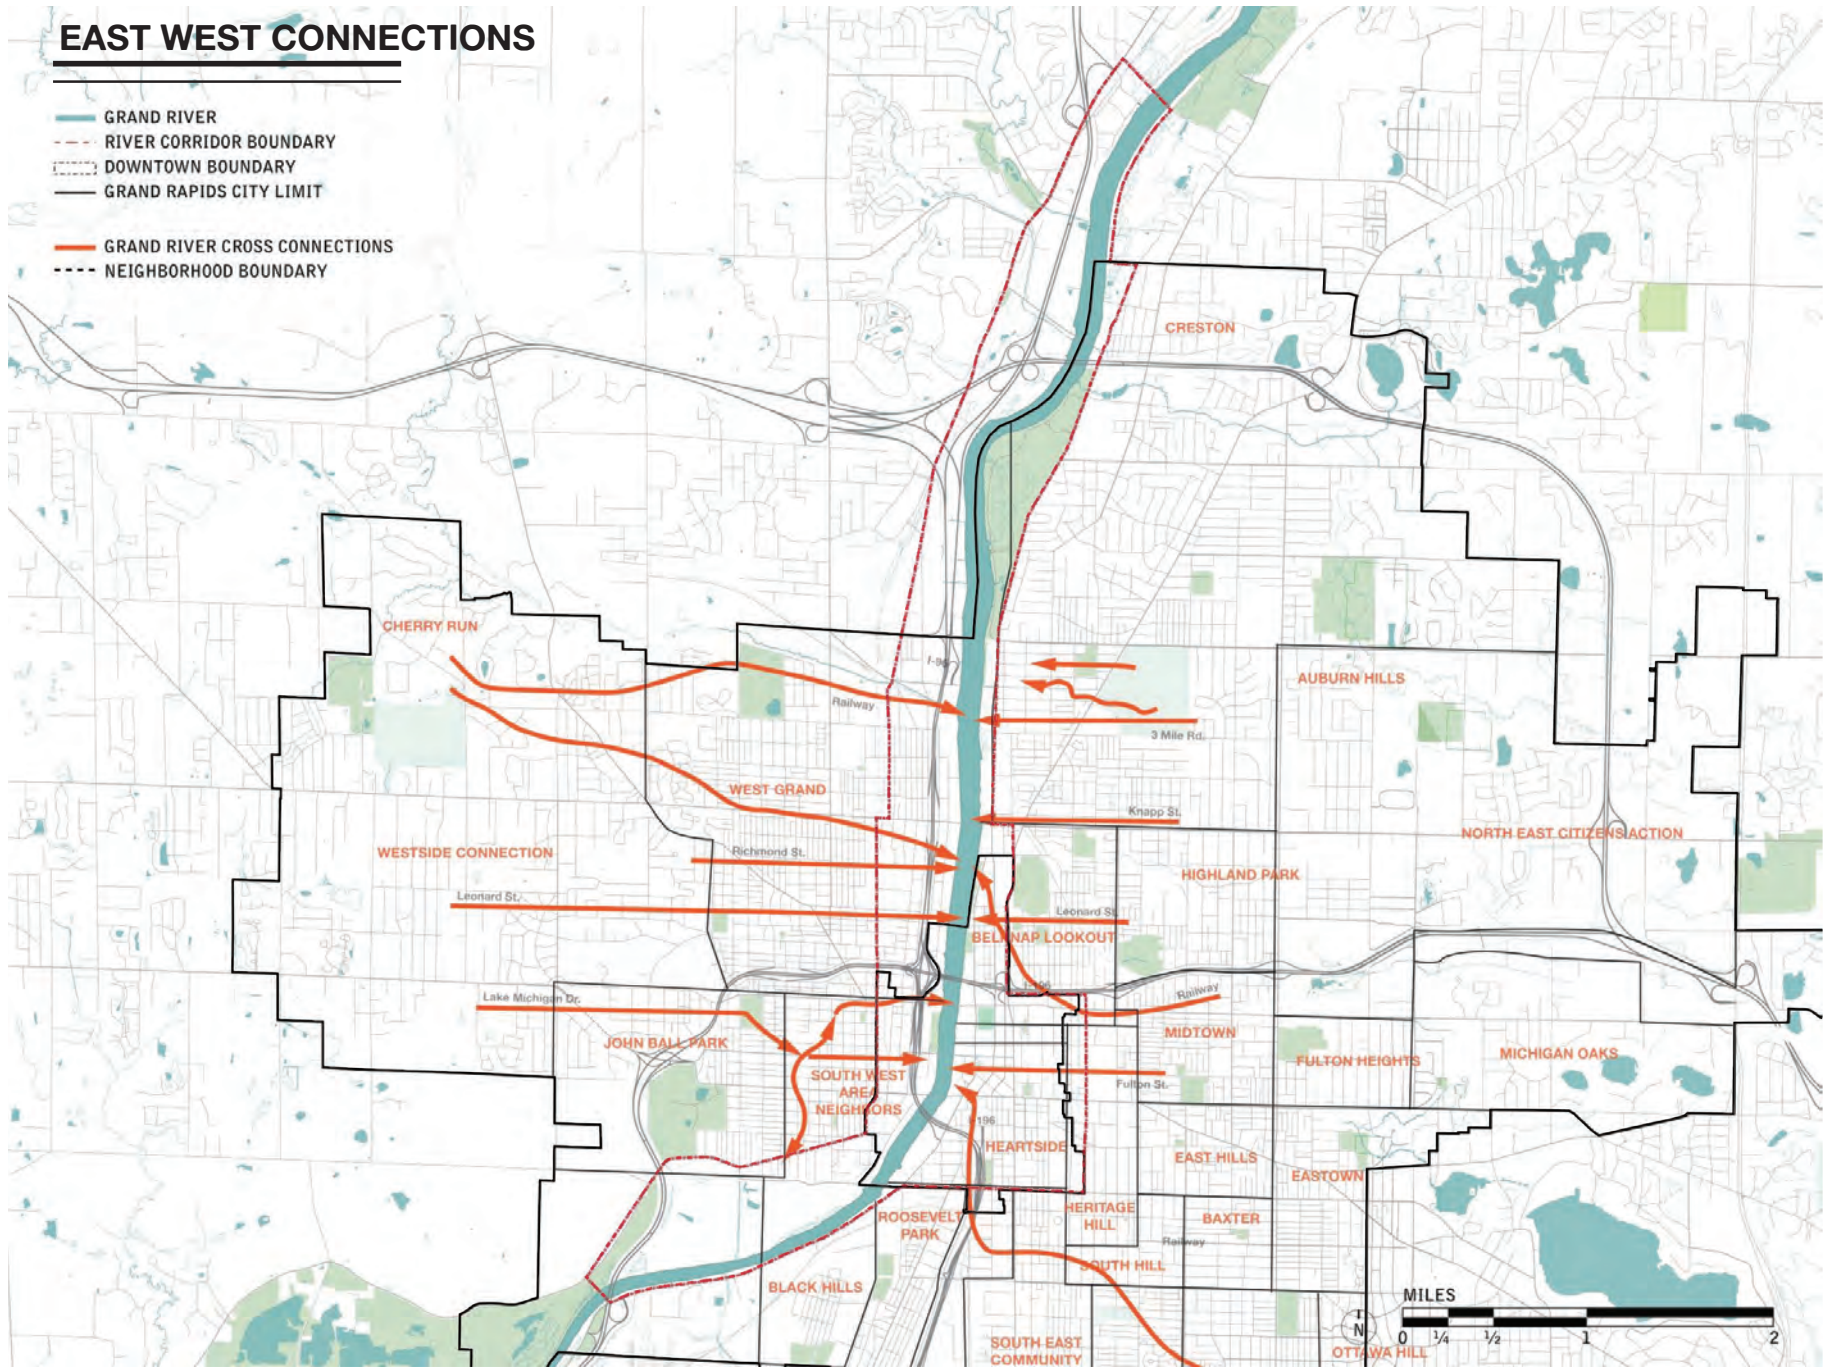 EAST WEST CONNECTIONS
GRAND RIVER
RIVER CORRIDOR BOUNDARY
DOWNTOWN BOUNDARY
GRAND RAPIDS CITY LIMIT
GRAND RIVER CROSS CONNECTIONS
NEIGHBORHOOD BOUNDARY
CRESTON
CHERRY RUN
I-96
AUBURN HILLS
Railway
3 Mile Rd.
WEST GRAND
Knapp St.
NORTH EAST CITIZENS ACTION
WESTSIDE CONNECTION
Richmond St.
HIGHLAND PARK
Leonard St.
Leonard St.
BELKNAP LOOKOUT
I-196
Railway
Lake Michigan Dr.
MIDTOWN
JOHN BALL PARK
FULTON HEIGHTS
MICHIGAN OAKS
SOUTH WEST
AREA
NEIGHBORS
Fulton St.
196
HEARTSIDE
EAST HILLS
EASTOWN
ROOSEVELT
PARK
HERITAGE
HILL
BAXTER
Railway
SOUTH HILL
BLACK HILLS
MILES
N
0 ¼ ½ 1 2
SOUTH EAST
COMMUNITY
OTTAWA HILL